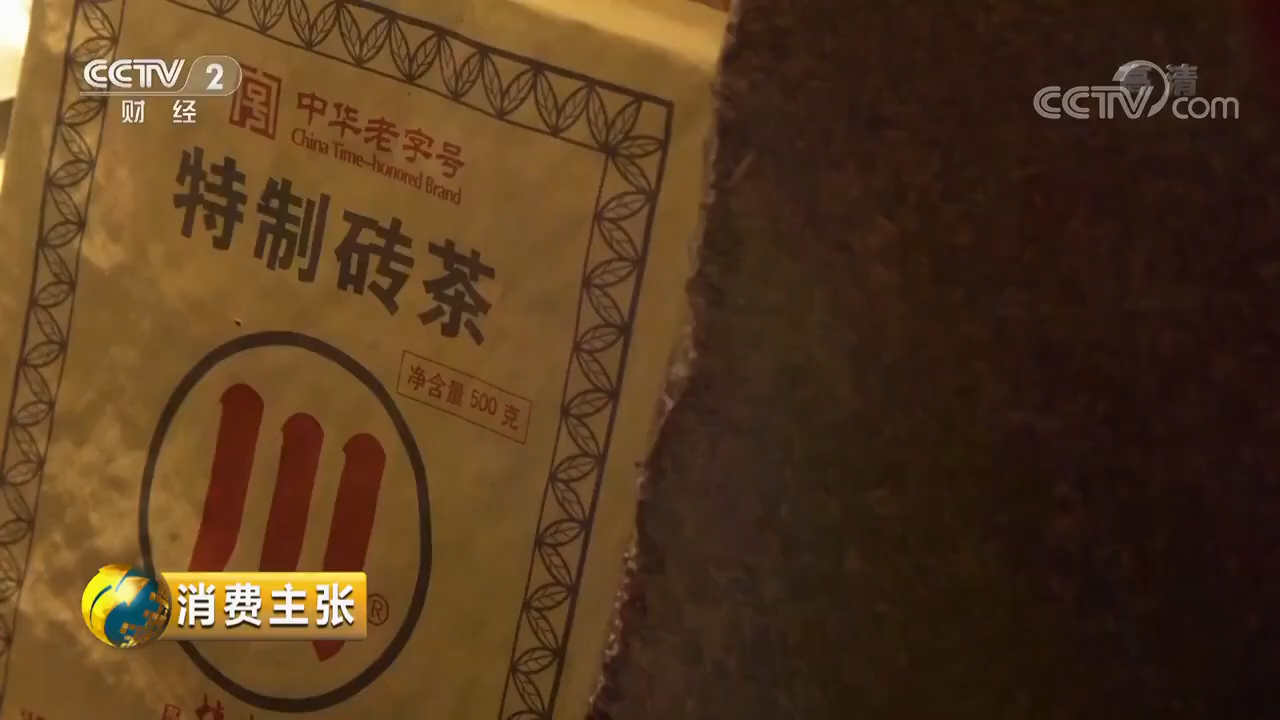 CCTV 2
财经
高清
CCTV com
中华老字号
China Time-honored Brand
特制砖茶
净含量 500 克
川
®
消费主张